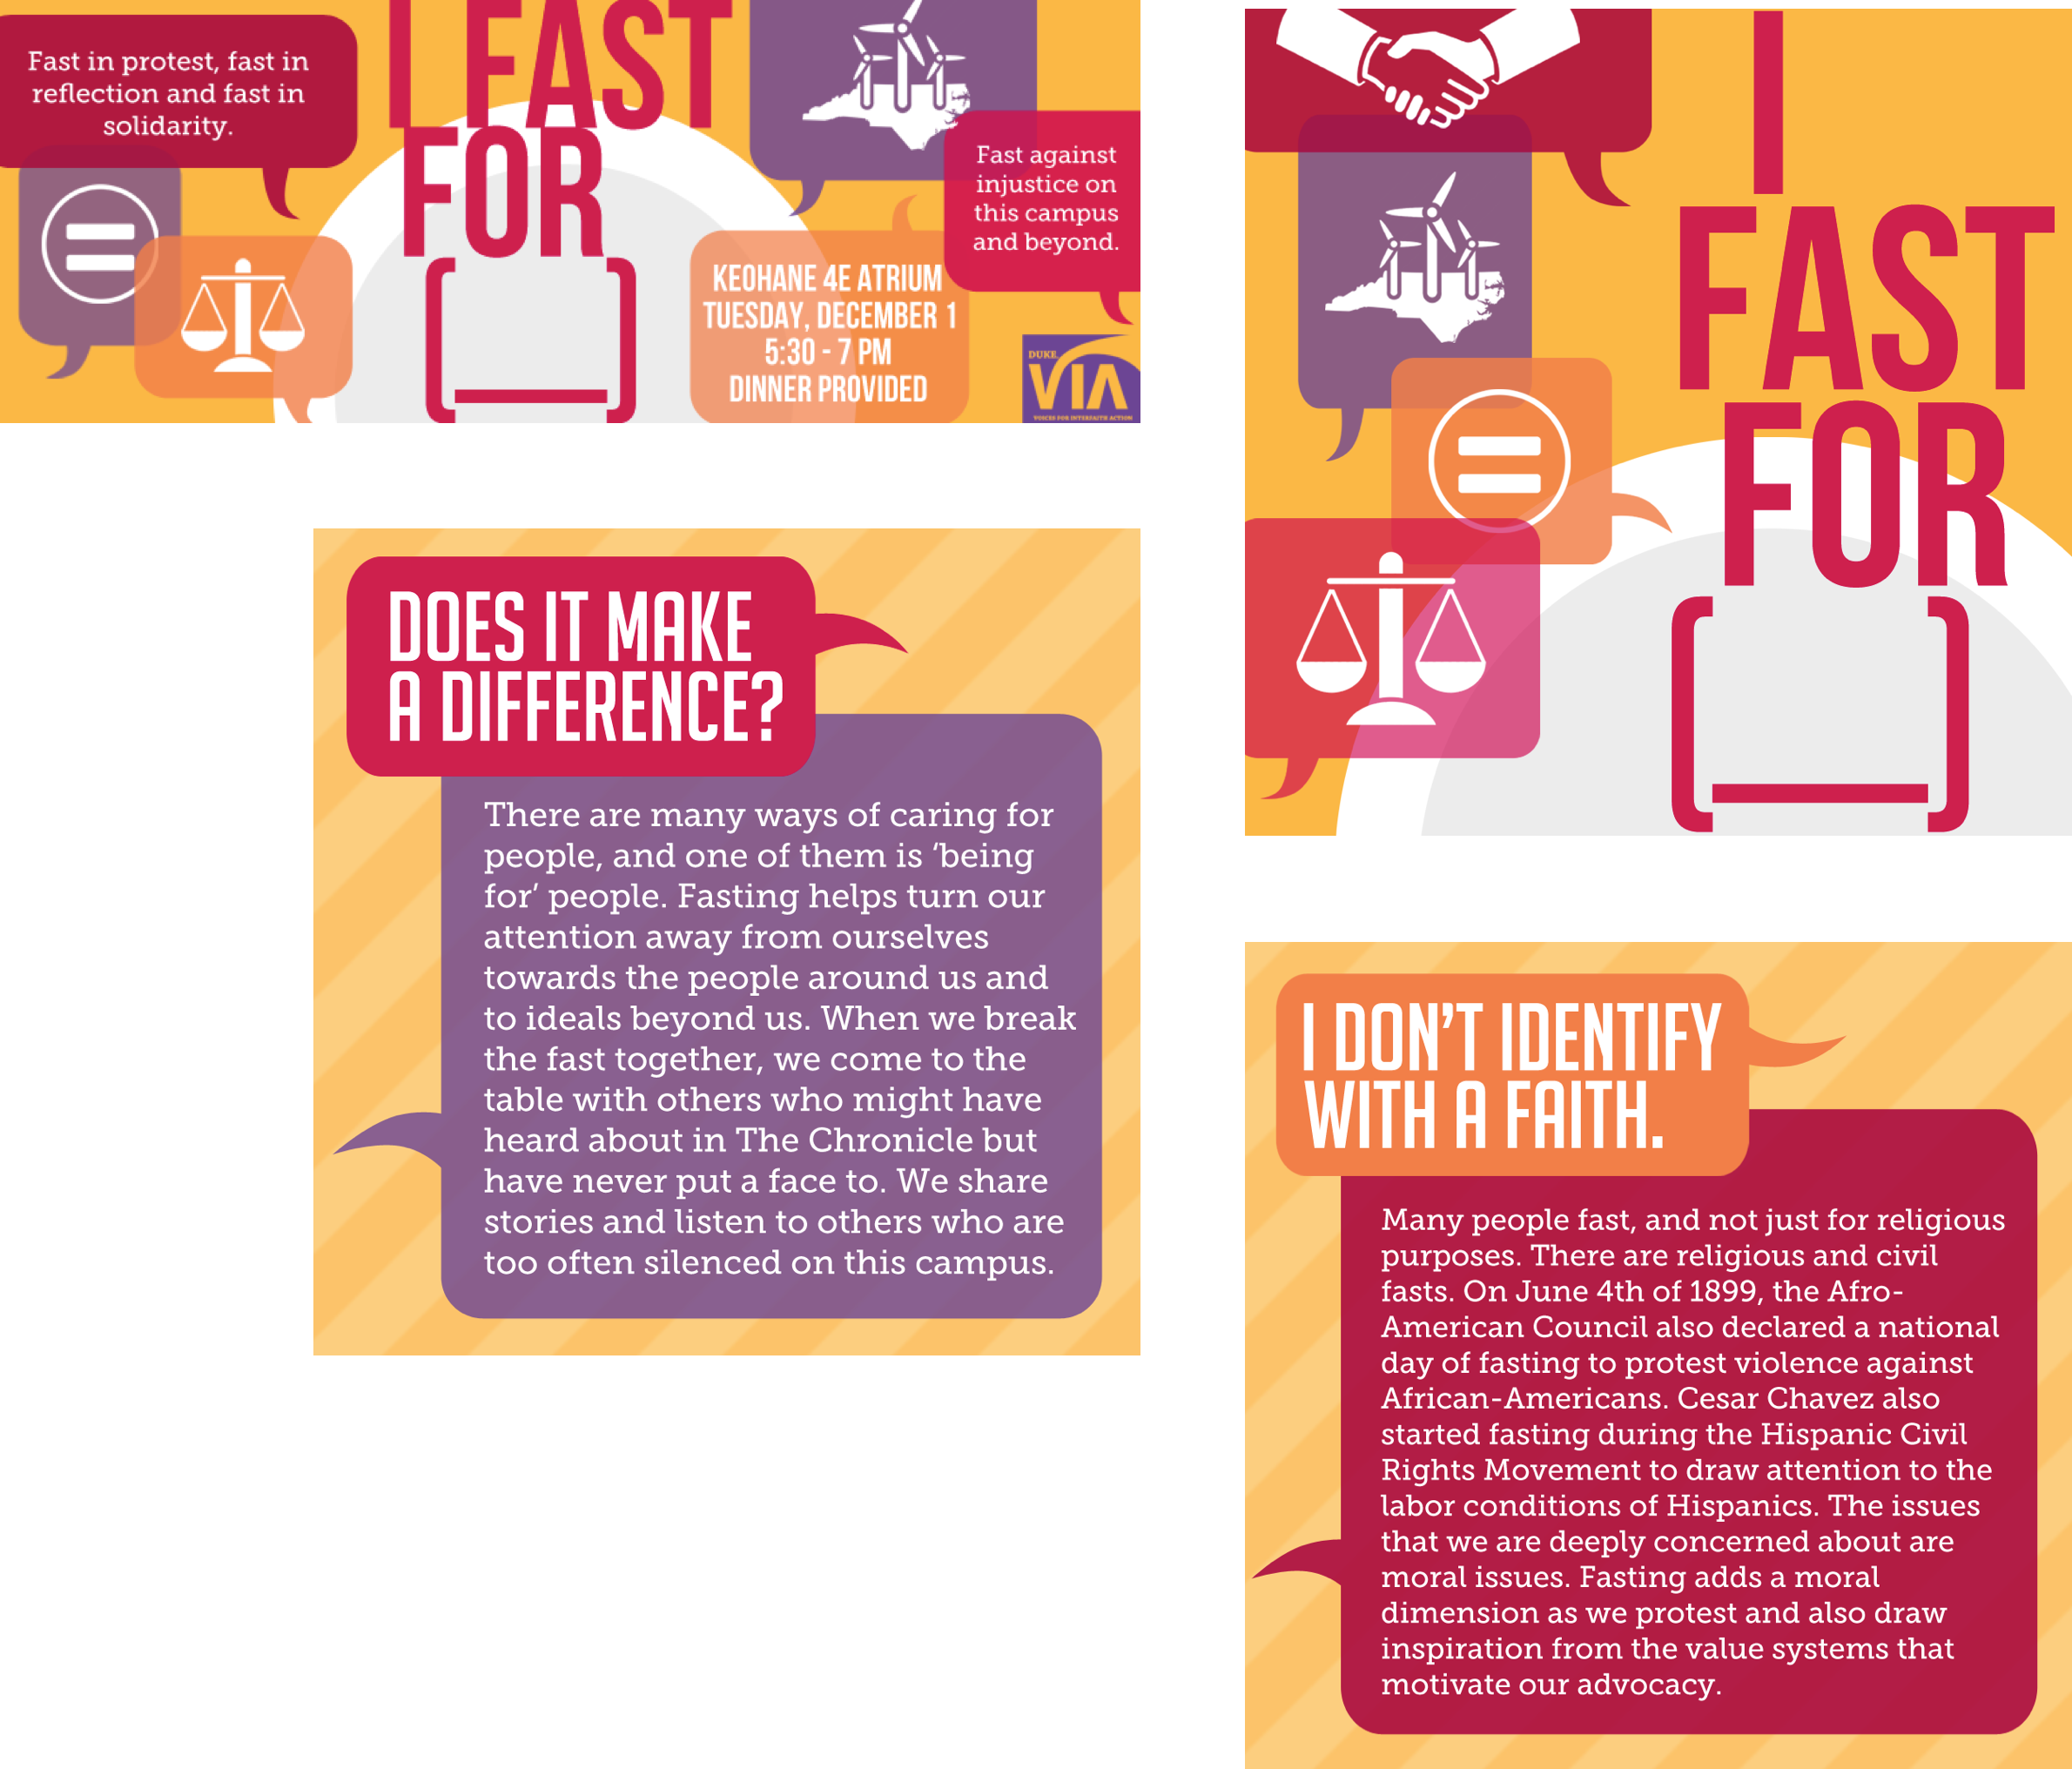 Fast in protest, fast in
reflection and fast in
solidarity.
I FAST
FOR
[_]
Fast against
injustice on
this campus
and beyond.
KEOHANE 4E ATRIUM
TUESDAY, DECEMBER 1
5:30 - 7 PM
DINNER PROVIDED
DUKE
VIA
VOICES FOR INTERFAITH ACTION
I
FAST
FOR
[_]
DOES IT MAKE
A DIFFERENCE?
There are many ways of caring for
people, and one of them is ‘being
for’ people. Fasting helps turn our
attention away from ourselves
towards the people around us and
to ideals beyond us. When we break
the fast together, we come to the
table with others who might have
heard about in The Chronicle but
have never put a face to. We share
stories and listen to others who are
too often silenced on this campus.
I DON’T IDENTIFY
WITH A FAITH.
Many people fast, and not just for religious
purposes. There are religious and civil
fasts. On June 4th of 1899, the Afro-
American Council also declared a national
day of fasting to protest violence against
African-Americans. Cesar Chavez also
started fasting during the Hispanic Civil
Rights Movement to draw attention to the
labor conditions of Hispanics. The issues
that we are deeply concerned about are
moral issues. Fasting adds a moral
dimension as we protest and also draw
inspiration from the value systems that
motivate our advocacy.